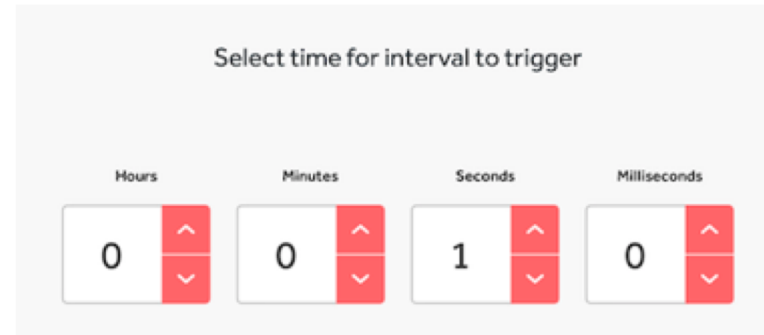 Select time for interval to trigger
Hours Minutes Seconds Milliseconds
0 0 1 0